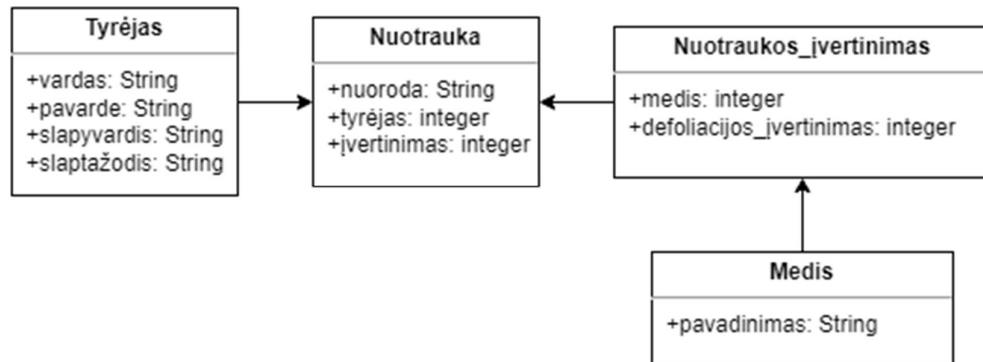 Tyrėjas
+vardas: String
+pavarde: String
+slapyvardis: String
+slaptažodis: String
Nuotrauka
+nuoroda: String
+tyrėjas: integer
+įvertinimas: integer
Nuotraukos_įvertinimas
+medis: integer
+defoliacijos_įvertinimas: integer
Medis
+pavadinimas: String